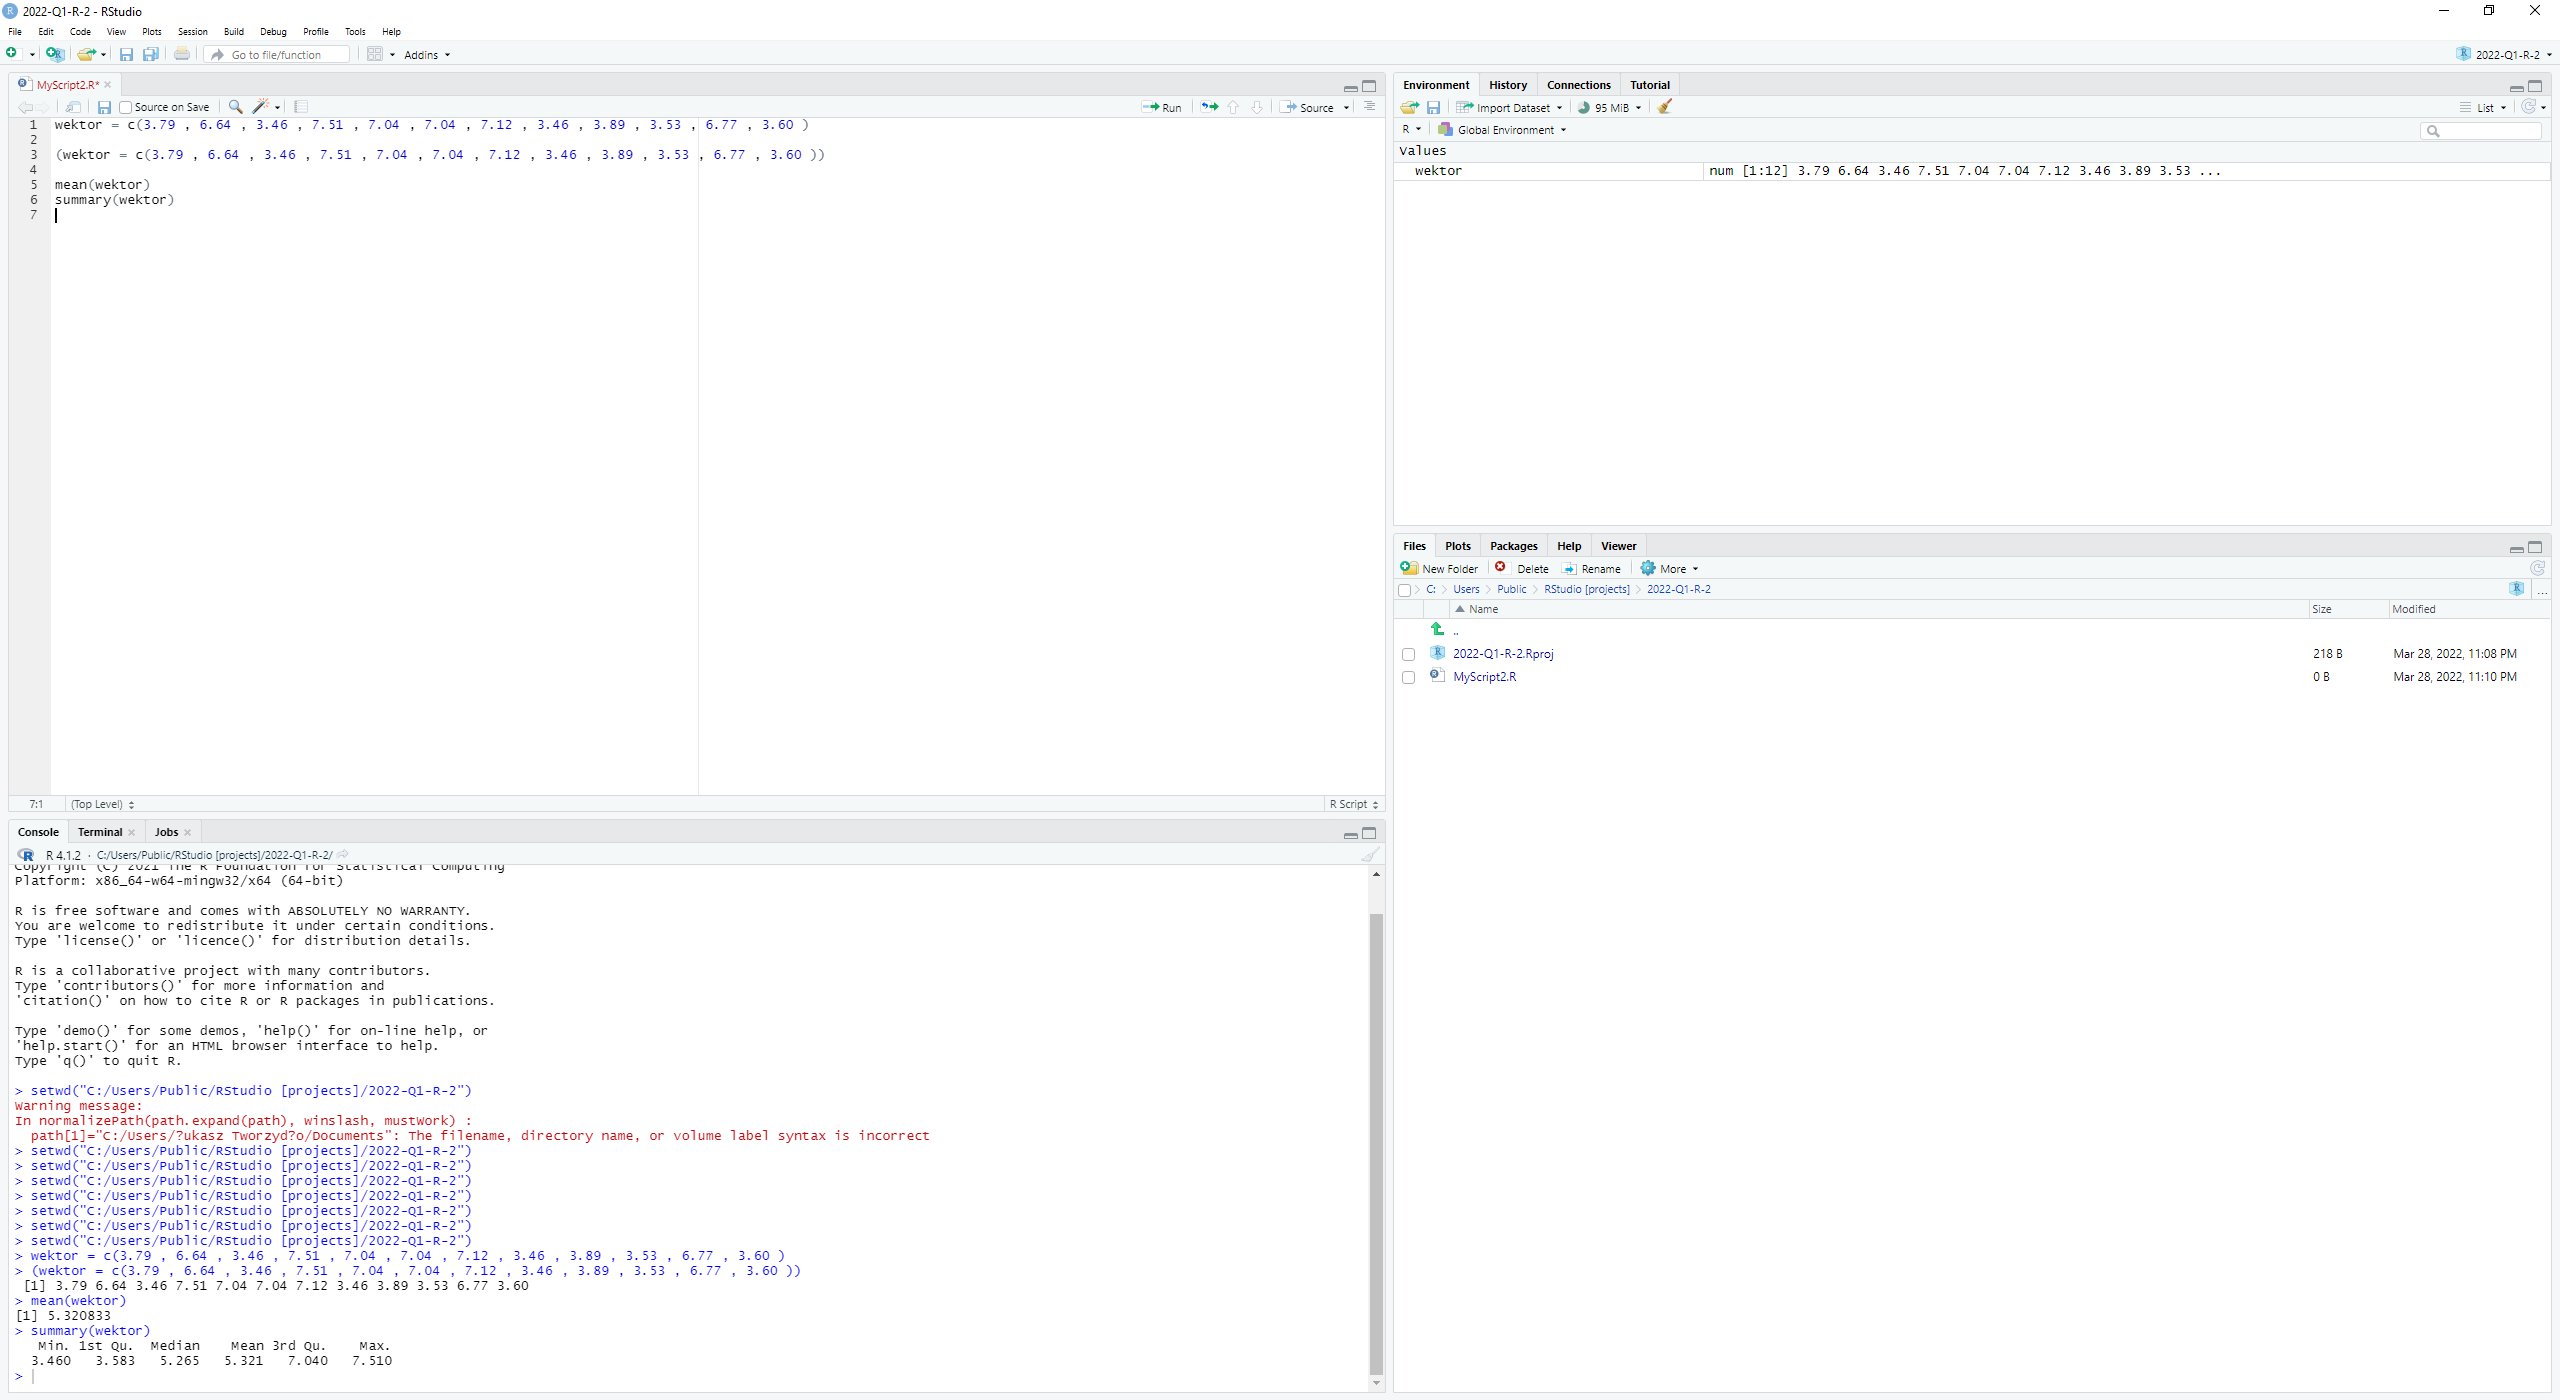 2022-Q1-R-2 - RStudio
File Edit Code View Plots Session Build Debug Profile Tools Help
Go to file/function Addins 2022-Q1-R-2
MyScript2.R*
Source on Save Run Source
1 wektor = c(3.79 , 6.64 , 3.46 , 7.51 , 7.04 , 7.04 , 7.12 , 3.46 , 3.89 , 3.53 , 6.77 , 3.60 )
2
3 (wektor = c(3.79 , 6.64 , 3.46 , 7.51 , 7.04 , 7.04 , 7.12 , 3.46 , 3.89 , 3.53 , 6.77 , 3.60 ))
4
5 mean(wektor)
6 summary(wektor)
7
7:1 (Top Level) R Script
Console Terminal Jobs
R 4.1.2 · C:/Users/Public/RStudio [projects]/2022-Q1-R-2/
Copyright (C) 2021 The R Foundation for Statistical Computing
Platform: x86_64-w64-mingw32/x64 (64-bit)
R is free software and comes with ABSOLUTELY NO WARRANTY.
You are welcome to redistribute it under certain conditions.
Type 'license()' or 'licence()' for distribution details.
R is a collaborative project with many contributors.
Type 'contributors()' for more information and
'citation()' on how to cite R or R packages in publications.
Type 'demo()' for some demos, 'help()' for on-line help, or
'help.start()' for an HTML browser interface to help.
Type 'q()' to quit R.
> setwd("C:/Users/Public/RStudio [projects]/2022-Q1-R-2")
Warning message:
In normalizePath(path.expand(path), winslash, mustWork) :
path[1]="C:/Users/?ukasz Tworzyd?o/Documents": The filename, directory name, or volume label syntax is incorrect
> setwd("C:/Users/Public/RStudio [projects]/2022-Q1-R-2")
> setwd("C:/Users/Public/RStudio [projects]/2022-Q1-R-2")
> setwd("C:/Users/Public/RStudio [projects]/2022-Q1-R-2")
> setwd("C:/Users/Public/RStudio [projects]/2022-Q1-R-2")
> setwd("C:/Users/Public/RStudio [projects]/2022-Q1-R-2")
> setwd("C:/Users/Public/RStudio [projects]/2022-Q1-R-2")
> setwd("C:/Users/Public/RStudio [projects]/2022-Q1-R-2")
> wektor = c(3.79 , 6.64 , 3.46 , 7.51 , 7.04 , 7.04 , 7.12 , 3.46 , 3.89 , 3.53 , 6.77 , 3.60 )
> (wektor = c(3.79 , 6.64 , 3.46 , 7.51 , 7.04 , 7.04 , 7.12 , 3.46 , 3.89 , 3.53 , 6.77 , 3.60 ))
[1] 3.79 6.64 3.46 7.51 7.04 7.04 7.12 3.46 3.89 3.53 6.77 3.60
> mean(wektor)
[1] 5.320833
> summary(wektor)
Min. 1st Qu. Median Mean 3rd Qu. Max.
3.460 3.583 5.265 5.321 7.040 7.510
>
Environment History Connections Tutorial
Import Dataset 95 MiB List
R Global Environment
Values
wektor num [1:12] 3.79 6.64 3.46 7.51 7.04 7.04 7.12 3.46 3.89 3.53 ...
Files Plots Packages Help Viewer
New Folder Delete Rename More
C: Users Public RStudio [projects] 2022-Q1-R-2 ...
Name Size Modified
..
2022-Q1-R-2.Rproj 218 B Mar 28, 2022, 11:08 PM
MyScript2.R 0 B Mar 28, 2022, 11:10 PM